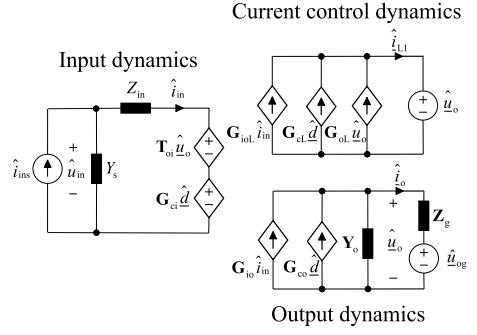 Current control dynamics
Input dynamics
î_L1
Z_in
î_in
G_ioL î_in
G_cL d̂
G_oL û_o
+
−
û_o
T_oi û_o
+
−
î_ins
+
û_in
−
Y_s
G_ci d̂
+
−
î_o
+
Z_g
G_io î_in
G_co d̂
Y_o
û_o
+
−
û_og
−
Output dynamics